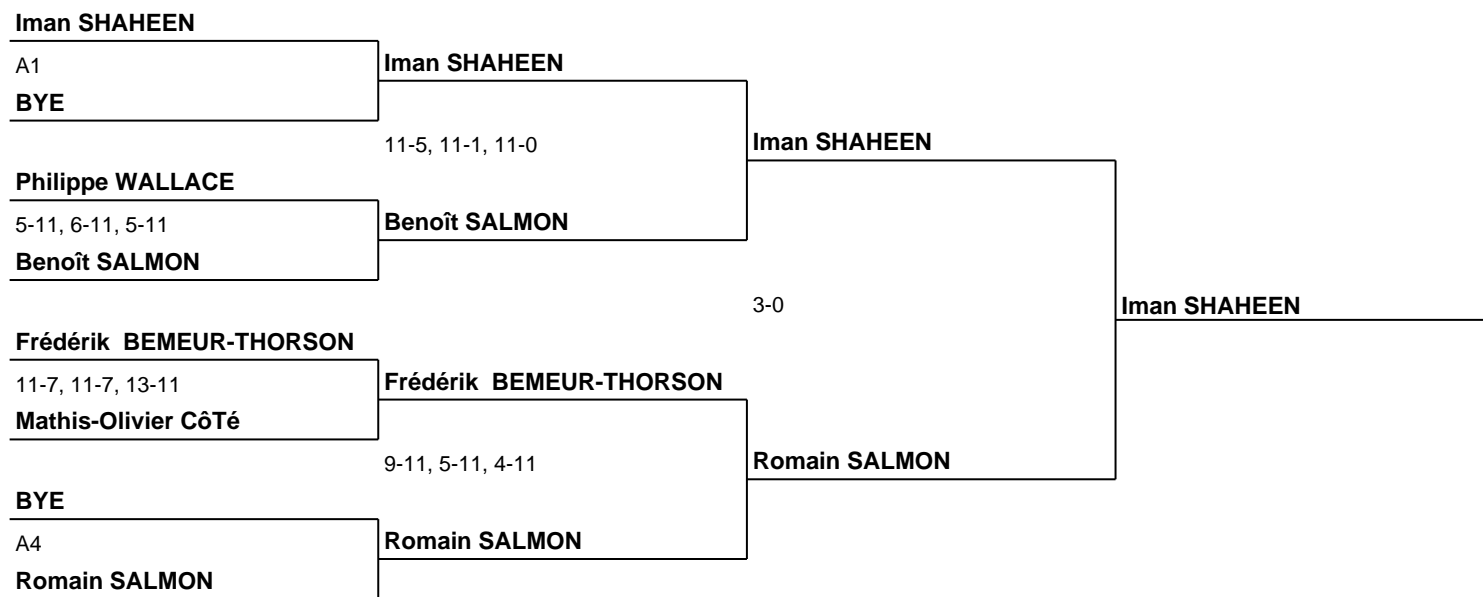 Iman SHAHEEN
A1
Iman SHAHEEN
BYE
11-5, 11-1, 11-0
Iman SHAHEEN
Philippe WALLACE
5-11, 6-11, 5-11
Benoît SALMON
Benoît SALMON
3-0
Iman SHAHEEN
Frédérik BEMEUR-THORSON
11-7, 11-7, 13-11
Frédérik BEMEUR-THORSON
Mathis-Olivier CôTé
9-11, 5-11, 4-11
Romain SALMON
BYE
A4
Romain SALMON
Romain SALMON